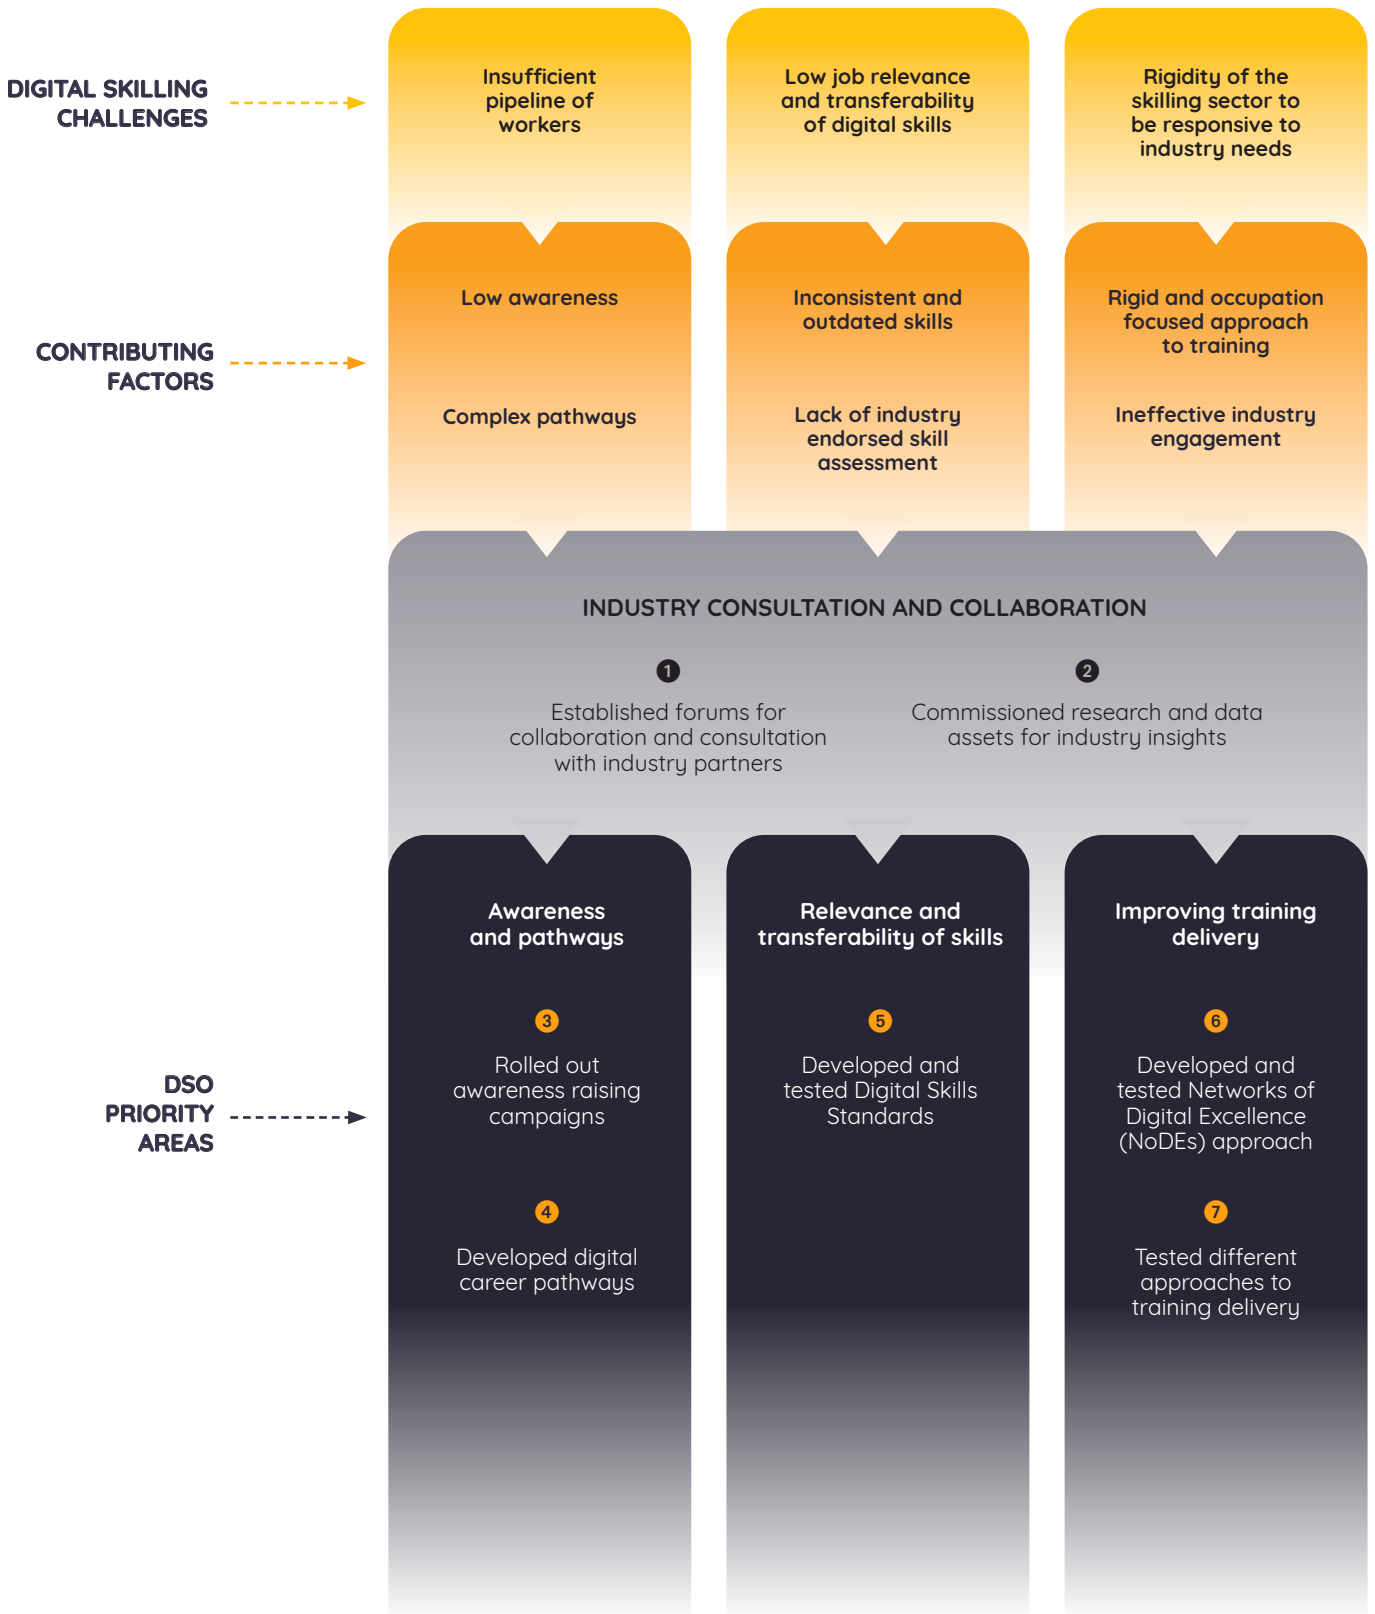 DIGITAL SKILLING
CHALLENGES
Insufficient
pipeline of
workers
Low job relevance
and transferability
of digital skills
Rigidity of the
skilling sector to
be responsive to
industry needs
CONTRIBUTING
FACTORS
Low awareness
Complex pathways
Inconsistent and
outdated skills
Lack of industry
endorsed skill
assessment
Rigid and occupation
focused approach
to training
Ineffective industry
engagement
INDUSTRY CONSULTATION AND COLLABORATION
1
Established forums for
collaboration and consultation
with industry partners
2
Commissioned research and data
assets for industry insights
DSO
PRIORITY
AREAS
Awareness
and pathways
3
Rolled out
awareness raising
campaigns
4
Developed digital
career pathways
Relevance and
transferability of skills
5
Developed and
tested Digital Skills
Standards
Improving training
delivery
6
Developed and
tested Networks of
Digital Excellence
(NoDEs) approach
7
Tested different
approaches to
training delivery